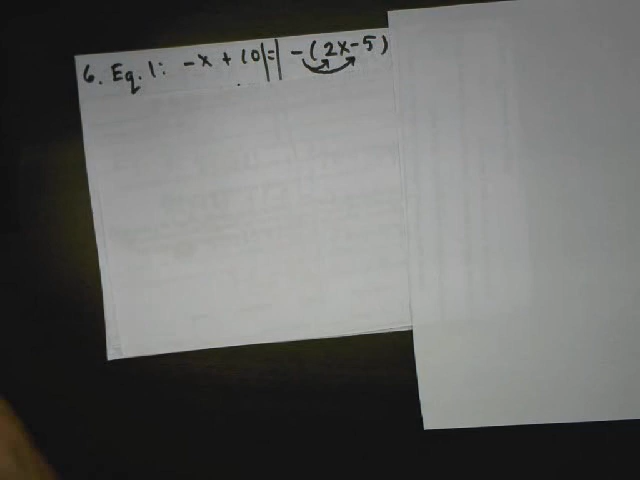 6. Eq. 1: -x + 10 |=| -(2x-5)